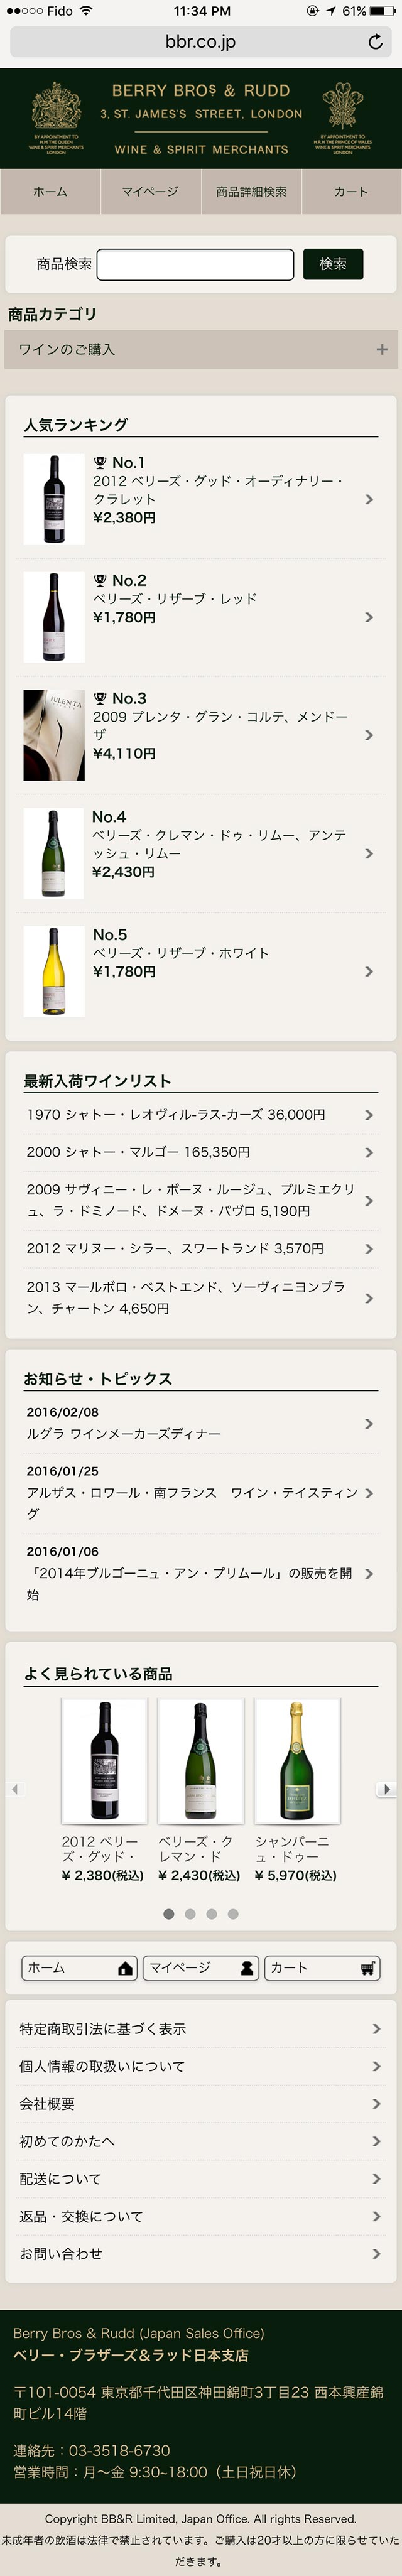 Fido 11:34 PM 61%
bbr.co.jp
BERRY BROS & RUDD
3, ST. JAMES'S STREET, LONDON
WINE & SPIRIT MERCHANTS
BY APPOINTMENT TO
H.M THE QUEEN
WINE & SPIRIT MERCHANTS
LONDON
BY APPOINTMENT TO
H.R.H THE PRINCE OF WALES
WINE & SPIRIT MERCHANTS
LONDON
ホーム マイページ 商品詳細検索 カート
商品検索 検索
商品カテゴリ
ワインのご購入 +
人気ランキング
No.1
2012 ベリーズ・グッド・オーディナリー・
クラレット
¥2,380円
No.2
ベリーズ・リザーブ・レッド
¥1,780円
PULENTA
No.3
2009 プレンタ・グラン・コルテ、メンドー
ザ
¥4,110円
No.4
ベリーズ・クレマン・ドゥ・リムー、アンテ
ッシュ・リムー
¥2,430円
No.5
ベリーズ・リザーブ・ホワイト
¥1,780円
最新入荷ワインリスト
1970 シャトー・レオヴィル-ラス-カーズ 36,000円
2000 シャトー・マルゴー 165,350円
2009 サヴィニー・レ・ボーヌ・ルージュ、プルミエクリ
ュ、ラ・ドミノード、ドメーヌ・パヴロ 5,190円
2012 マリヌー・シラー、スワートランド 3,570円
2013 マールボロ・ベストエンド、ソーヴィニヨンブラ
ン、チャートン 4,650円
お知らせ・トピックス
2016/02/08
ルグラ ワインメーカーズディナー
2016/01/25
アルザス・ロワール・南フランス　ワイン・テイスティン
グ
2016/01/06
「2014年ブルゴーニュ・アン・プリムール」の販売を開
始
よく見られている商品
2012 ベリー
ズ・グッド・
¥ 2,380(税込)
ベリーズ・ク
レマン・ド
¥ 2,430(税込)
シャンパーニ
ュ・ドゥー
¥ 5,970(税込)
ホーム マイページ カート
特定商取引法に基づく表示
個人情報の取扱いについて
会社概要
初めてのかたへ
配送について
返品・交換について
お問い合わせ
Berry Bros & Rudd (Japan Sales Office)
ベリー・ブラザーズ＆ラッド日本支店
〒101-0054 東京都千代田区神田錦町3丁目23 西本興産錦
町ビル14階
連絡先：03-3518-6730
営業時間：月〜金 9:30~18:00（土日祝日休）
Copyright BB&R Limited, Japan Office. All rights Reserved.
未成年者の飲酒は法律で禁止されています。ご購入は20才以上の方に限らせていた
だきます。